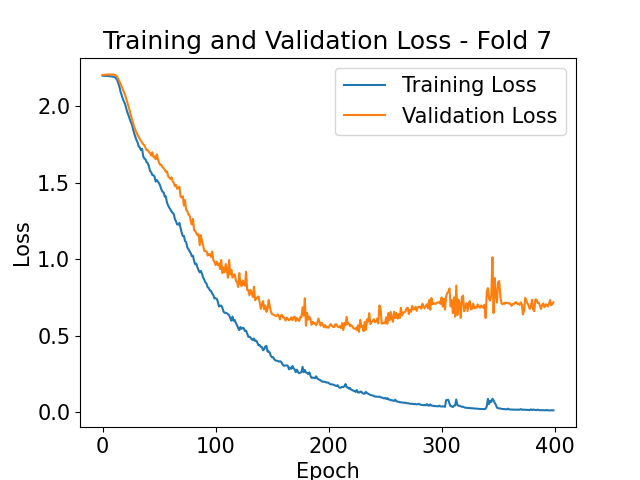 Training and Validation Loss - Fold 7
Training Loss
Validation Loss
Loss
2.0
1.5
1.0
0.5
0.0
0 100 200 300 400
Epoch